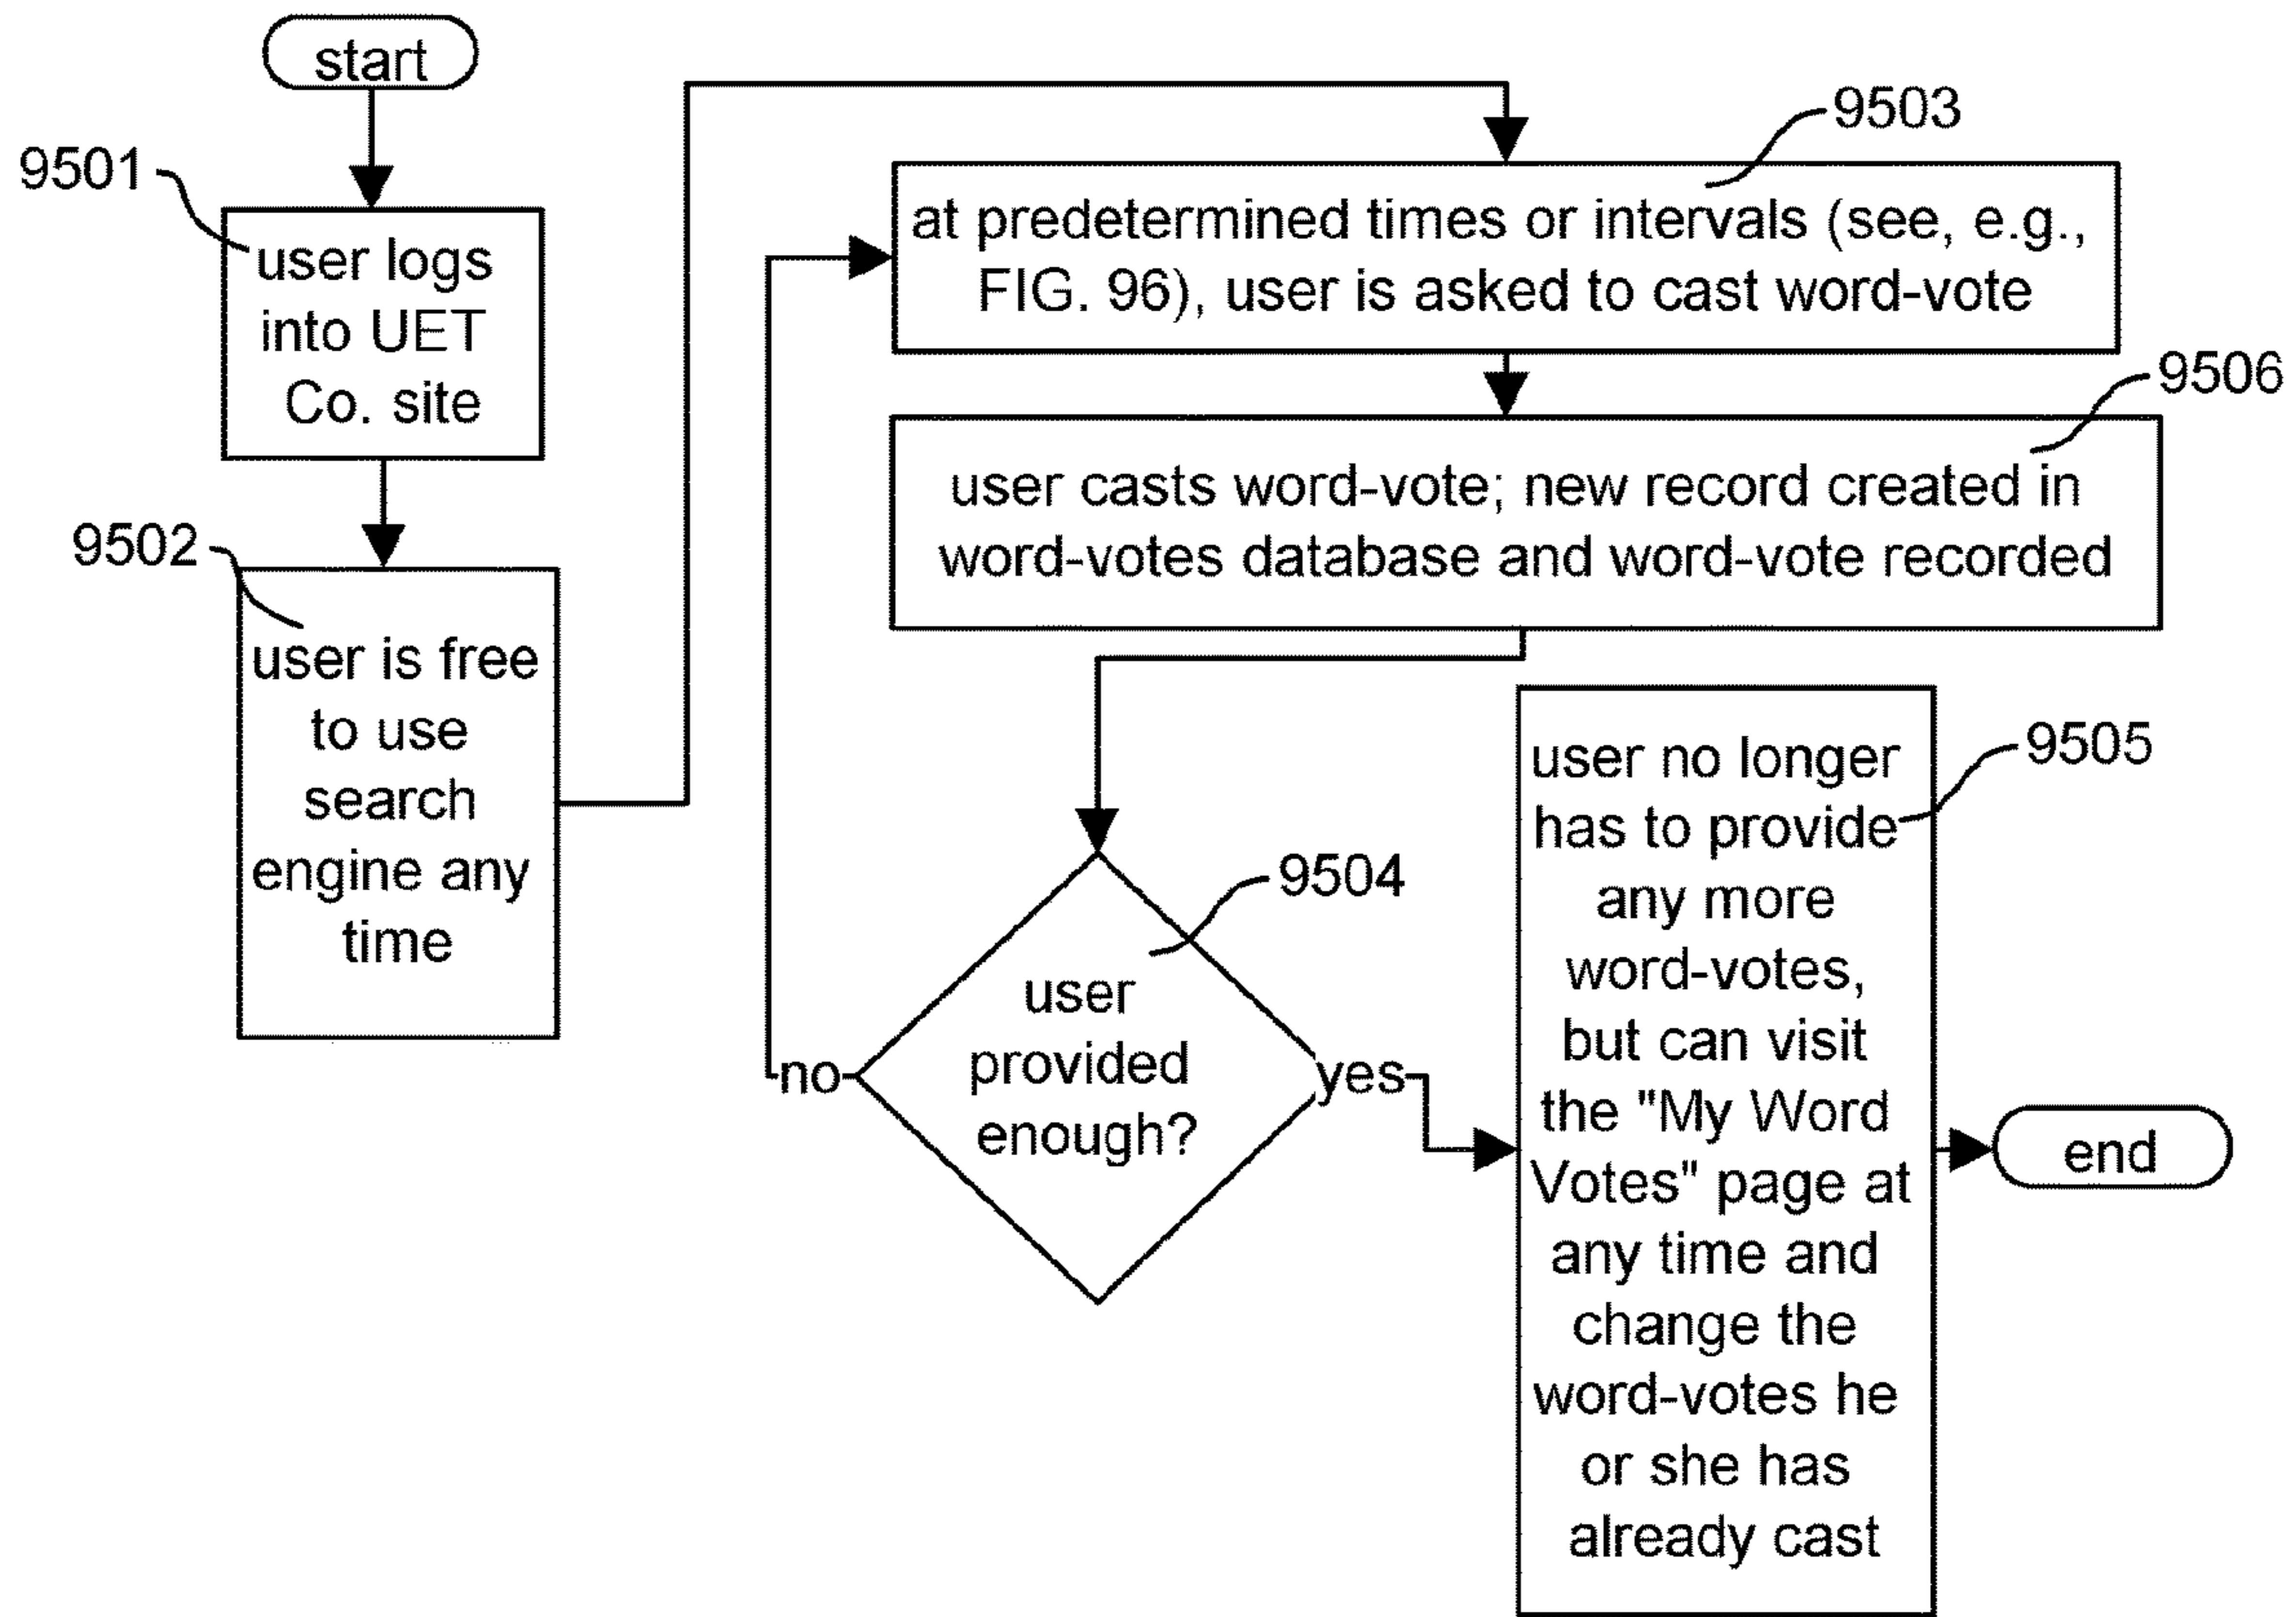 start
9501
user logs
into UET
Co. site
9502
user is free
to use
search
engine any
time
9503
at predetermined times or intervals (see, e.g.,
FIG. 96), user is asked to cast word-vote
9506
user casts word-vote; new record created in
word-votes database and word-vote recorded
9504
user
provided
enough?
no
yes
9505
user no longer
has to provide
any more
word-votes,
but can visit
the "My Word
Votes" page at
any time and
change the
word-votes he
or she has
already cast
end